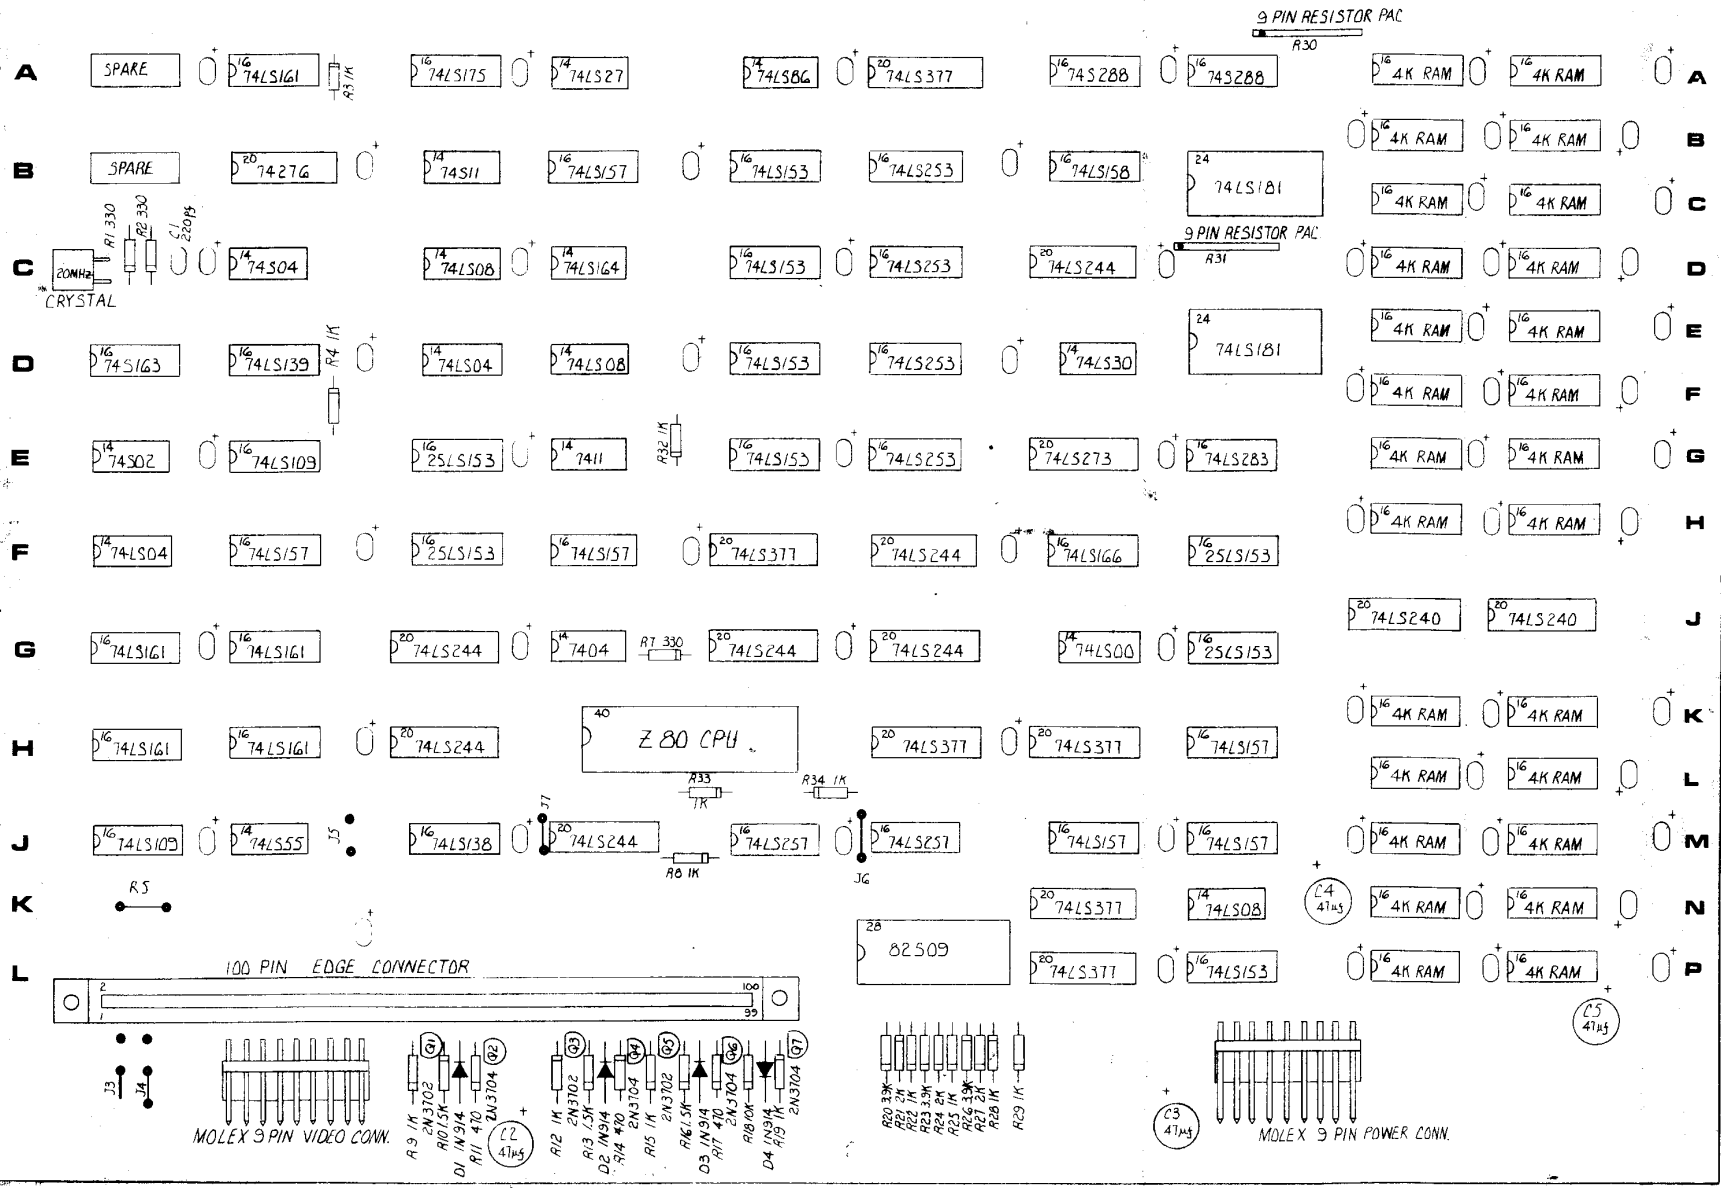 9 PIN RESISTOR PAC
R30
A SPARE 16 74LS161 R3 1K 16 74LS175 14 74LS27 14 74LS86 20 74LS377 16 74S288 16 74S288 16 4K RAM 16 4K RAM A
16 4K RAM 16 4K RAM B
B SPARE 20 74276 14 74S11 16 74LS157 16 74LS153 16 74LS253 16 74LS158 24 74LS181
16 4K RAM 16 4K RAM C
R1 330 R2 330 C1 220pf
9 PIN RESISTOR PAC
R31
C 20MHz 14 74S04 14 74LS08 16 74LS164 16 74LS153 16 74LS253 20 74LS244 16 4K RAM 16 4K RAM D
CRYSTAL
16 4K RAM 16 4K RAM E
D 16 74S163 16 74LS139 R4 1K 14 74LS04 14 74LS08 16 74LS153 16 74LS253 14 74LS30 24 74LS181
16 4K RAM 16 4K RAM F
E 14 74S02 16 74LS109 16 25LS153 14 7411 R32 1K 16 74LS153 16 74LS253 20 74LS273 16 74LS283 16 4K RAM 16 4K RAM G
16 4K RAM 16 4K RAM H
F 14 74LS04 16 74LS157 16 25LS153 16 74LS157 20 74LS377 20 74LS244 16 74LS166 16 25LS153
20 74LS240 20 74LS240 J
G 16 74LS161 16 74LS161 20 74LS244 14 7404 R7 330 20 74LS244 20 74LS244 14 74LS00 16 25LS153
16 4K RAM 16 4K RAM K
H 16 74LS161 16 74LS161 20 74LS244 40 Z80 CPU 20 74LS377 20 74LS377 16 74LS157
16 4K RAM 16 4K RAM L
R33 1K R34 1K
J 16 74LS109 14 74LS55 J5 16 74LS138 J7 20 74LS244 16 74LS257 16 74LS257 16 74LS157 16 74LS157 16 4K RAM 16 4K RAM M
R8 1K J6
K R5 20 74LS377 14 74LS08 C4 47µf 16 4K RAM 16 4K RAM N
28 82S09
L 20 74LS377 16 74LS153 16 4K RAM 16 4K RAM P
100 PIN EDGE CONNECTOR
2 100
1 99
C5 47µf
Q1 Q2 Q3 Q4 Q5 Q6 Q7
J3 J4
R9 1K 2N3702 R10 1.5K D1 1N914 R11 470 2N3704 C2 47µf R12 1K 2N3702 R13 1.5K D2 1N914 R14 470 2N3704 R15 1K 2N3702 R16 1.5K D3 1N914 R17 470 2N3704 R18 10K D4 1N914 R19 1K 2N3704
R20 3.9K R21 2K R22 1K R23 3.9K R24 2K R25 1K R26 3.9K R27 2K R28 1K R29 1K
C3 47µf
MOLEX 9 PIN VIDEO CONN.
MOLEX 9 PIN POWER CONN.